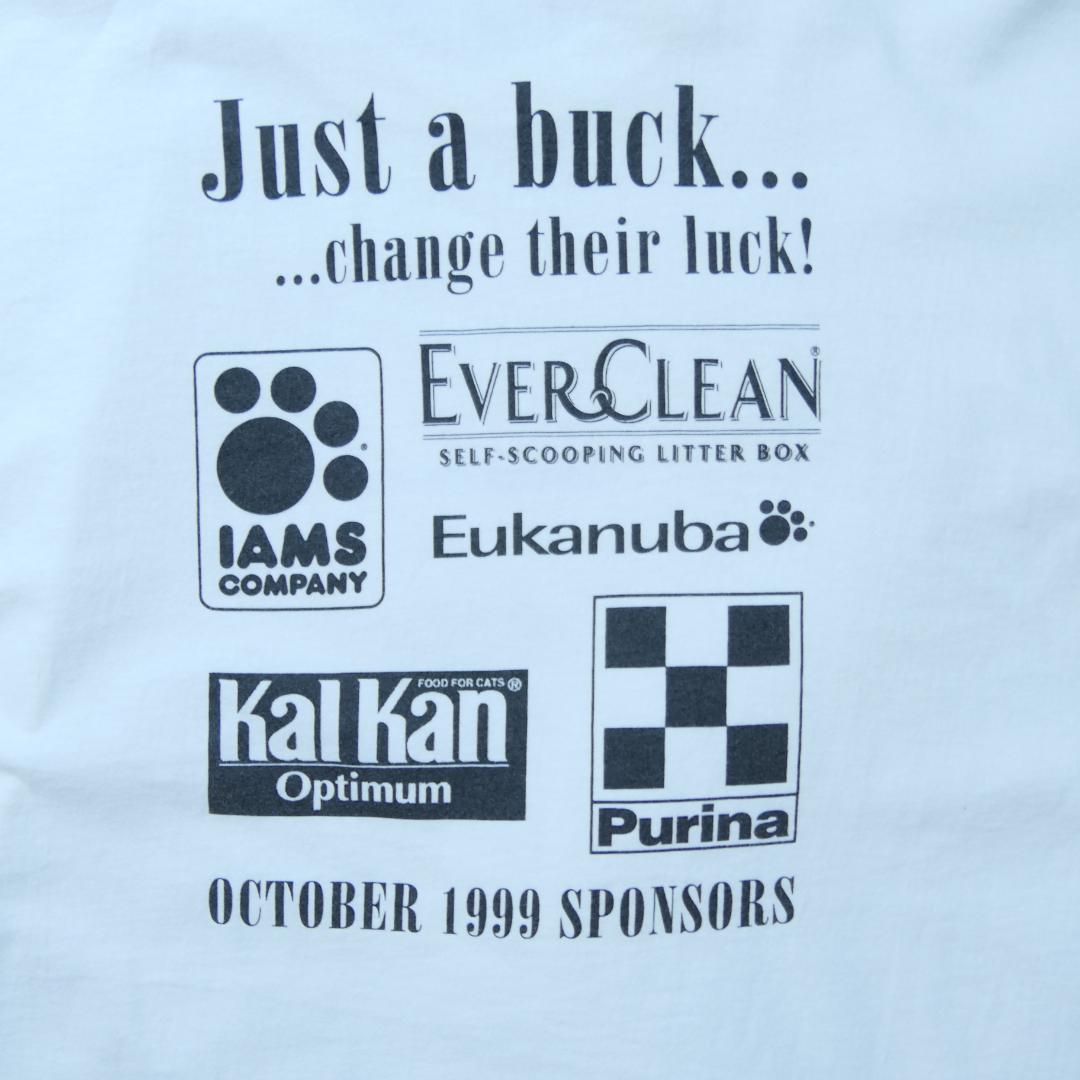 Just a buck...
...change their luck!
EVERCLEAN®
SELF-SCOOPING LITTER BOX
IAMS
COMPANY
Eukanuba
FOOD FOR CATS
Kal Kan®
Optimum
Purina
OCTOBER 1999 SPONSORS